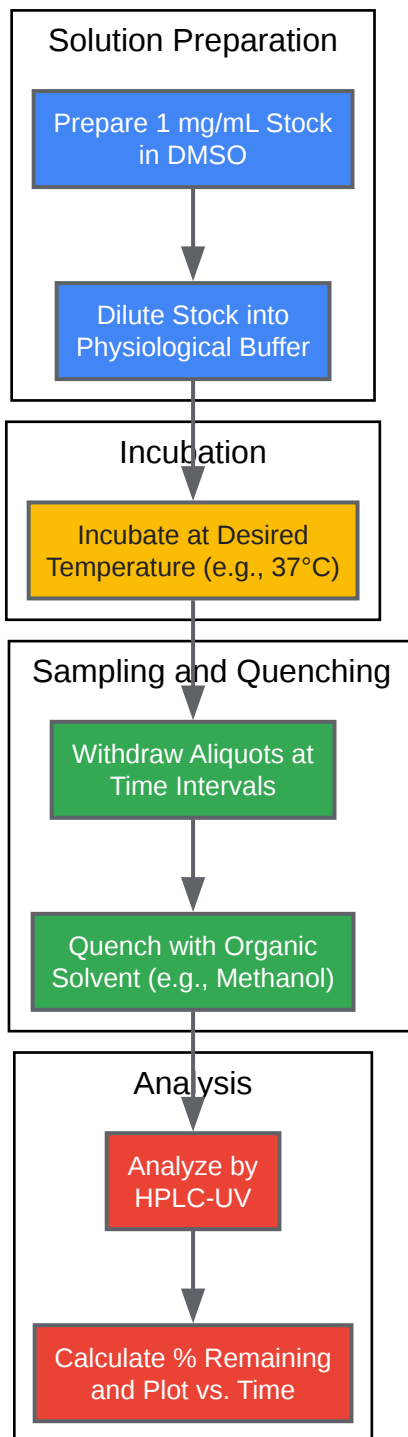 Solution Preparation
Prepare 1 mg/mL Stock
in DMSO
Dilute Stock into
Physiological Buffer
Incubation
Incubate at Desired
Temperature (e.g., 37°C)
Sampling and Quenching
Withdraw Aliquots at
Time Intervals
Quench with Organic
Solvent (e.g., Methanol)
Analysis
Analyze by
HPLC-UV
Calculate % Remaining
and Plot vs. Time